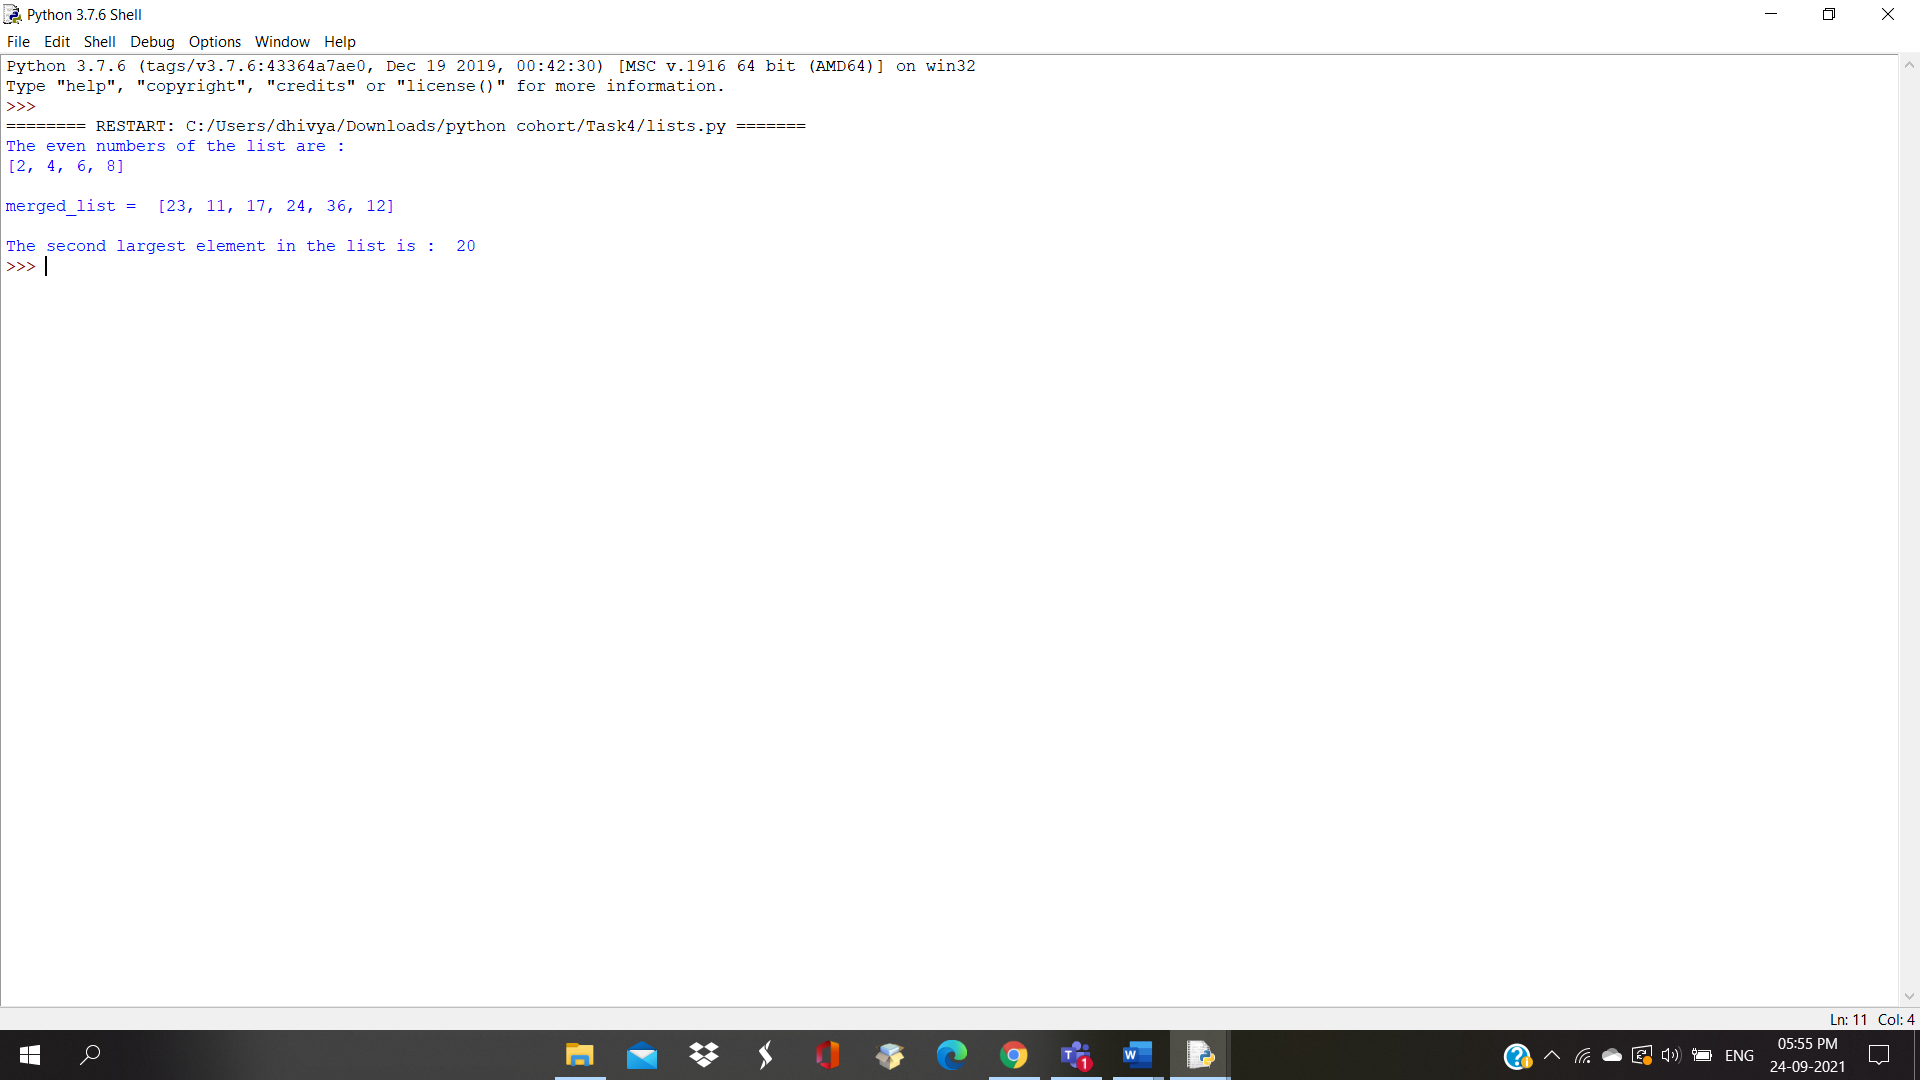 Python 3.7.6 Shell
File Edit Shell Debug Options Window Help
Python 3.7.6 (tags/v3.7.6:43364a7ae0, Dec 19 2019, 00:42:30) [MSC v.1916 64 bit (AMD64)] on win32
Type "help", "copyright", "credits" or "license()" for more information.
>>>
======== RESTART: C:/Users/dhivya/Downloads/python cohort/Task4/lists.py =======
The even numbers of the list are :
[2, 4, 6, 8]
merged_list =  [23, 11, 17, 24, 36, 12]
The second largest element in the list is :  20
>>>
Ln: 11 Col: 4
1
ENG
05:55 PM
24-09-2021